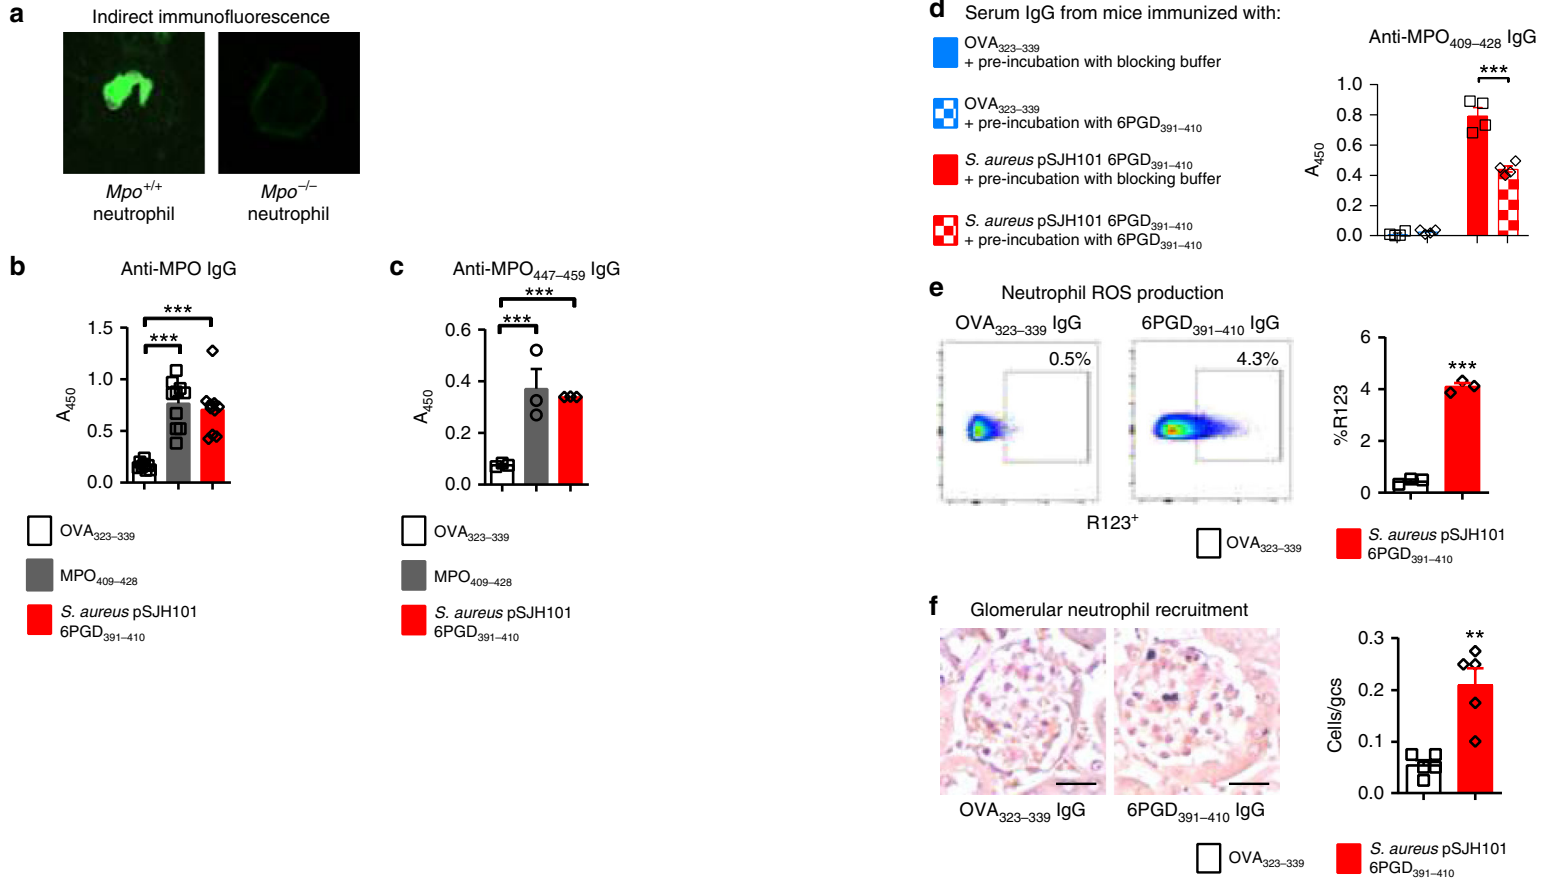 a
Indirect immunofluorescence
Mpo+/+
neutrophil
Mpo−/−
neutrophil
b
Anti-MPO IgG
***
***
1.5
1.0
0.5
0.0
A450
OVA323–339
MPO409–428
S. aureus pSJH101
6PGD391–410
c
Anti-MPO447–459 IgG
***
***
0.6
0.4
0.2
0.0
A450
OVA323–339
MPO409–428
S. aureus pSJH101
6PGD391–410
d
Serum IgG from mice immunized with:
OVA323–339
+ pre-incubation with blocking buffer
OVA323–339
+ pre-incubation with 6PGD391–410
S. aureus pSJH101 6PGD391–410
+ pre-incubation with blocking buffer
S. aureus pSJH101 6PGD391–410
+ pre-incubation with 6PGD391–410
Anti-MPO409–428 IgG
***
1.0
0.8
0.6
0.4
0.2
0.0
A450
e
Neutrophil ROS production
OVA323–339 IgG
6PGD391–410 IgG
0.5%
4.3%
R123+
6
4
2
0
%R123
***
OVA323–339
S. aureus pSJH101
6PGD391–410
f
Glomerular neutrophil recruitment
OVA323–339 IgG
6PGD391–410 IgG
0.3
0.2
0.1
0.0
Cells/gcs
**
OVA323–339
S. aureus pSJH101
6PGD391–410